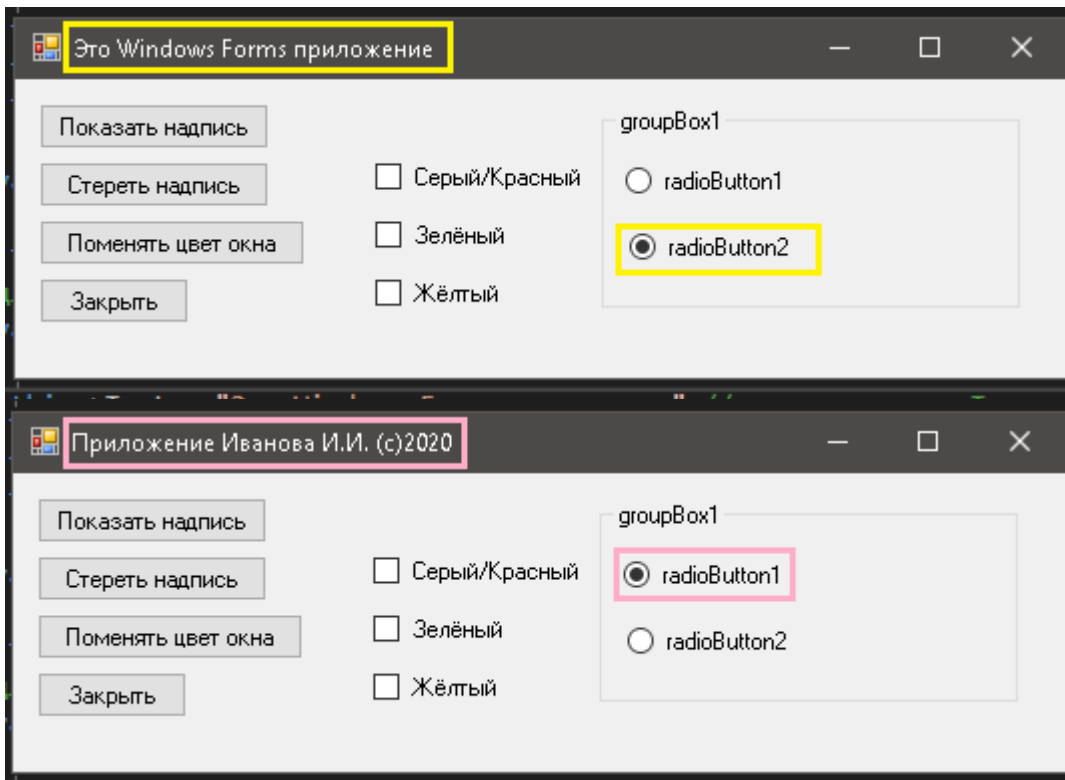 Это Windows Forms приложение
Показать надпись
Стереть надпись
Поменять цвет окна
Закрыть
Серый/Красный
Зелёный
Жёлтый
groupBox1
radioButton1
radioButton2
Приложение Иванова И.И. (c)2020
Показать надпись
Стереть надпись
Поменять цвет окна
Закрыть
Серый/Красный
Зелёный
Жёлтый
groupBox1
radioButton1
radioButton2